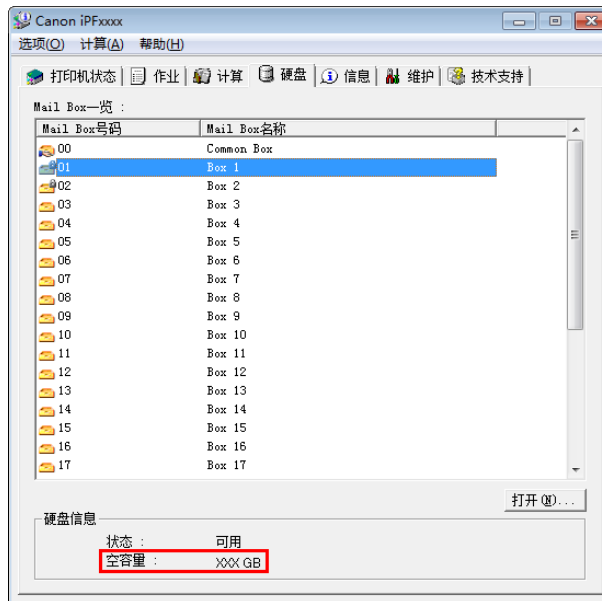 Canon iPFxxxx
选项(O) 计算(A) 帮助(H)
打印机状态 作业 计算 硬盘 信息 维护 技术支持
Mail Box一览 :
Mail Box号码 Mail Box名称
00 Common Box
01 Box 1
02 Box 2
03 Box 3
04 Box 4
05 Box 5
06 Box 6
07 Box 7
08 Box 8
09 Box 9
10 Box 10
11 Box 11
12 Box 12
13 Box 13
14 Box 14
15 Box 15
16 Box 16
17 Box 17
打开(N)...
硬盘信息
状态 : 可用
空容量 : XXX GB